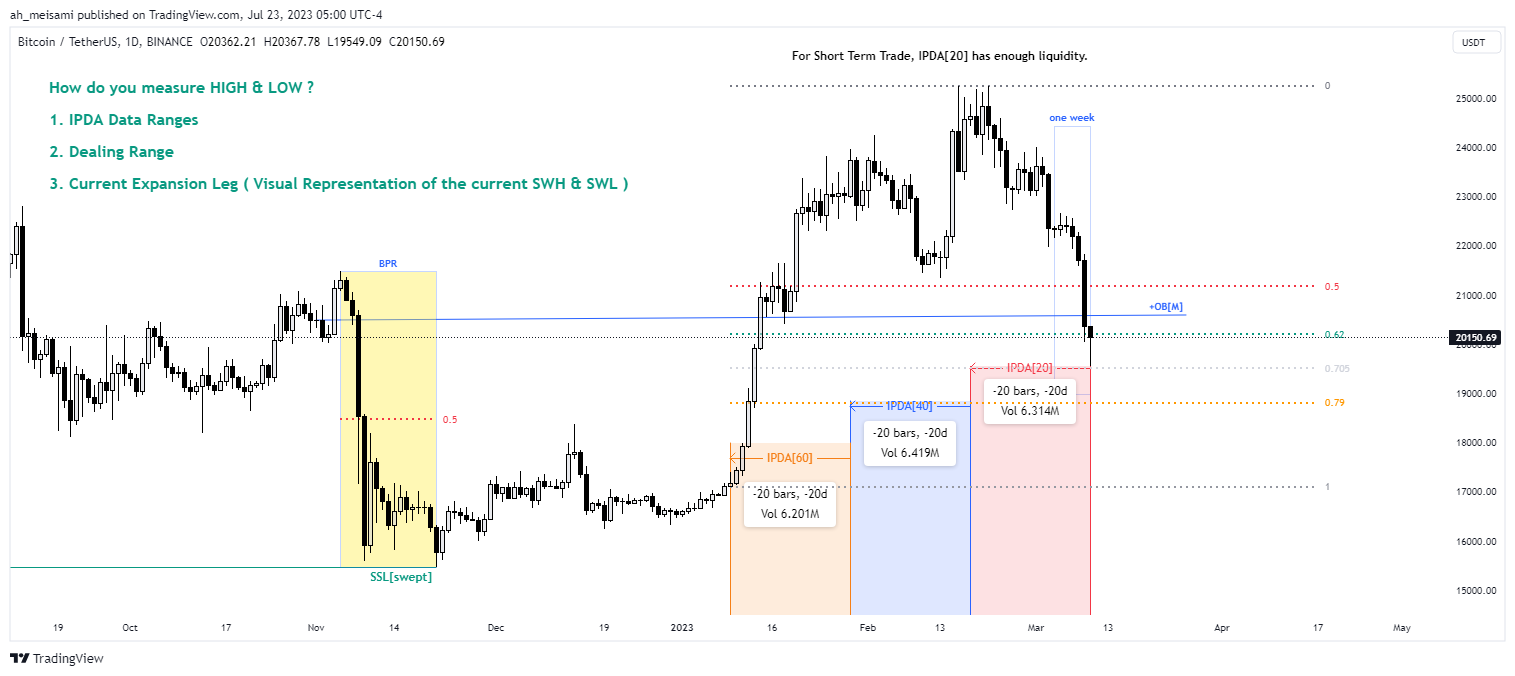 ah_meisami published on TradingView.com, Jul 23, 2023 05:00 UTC-4
Bitcoin / TetherUS, 1D, BINANCE O20362.21 H20367.78 L19549.09 C20150.69
USDT
For Short Term Trade, IPDA[20] has enough liquidity.
How do you measure HIGH & LOW ?
1. IPDA Data Ranges
2. Dealing Range
3. Current Expansion Leg ( Visual Representation of the current SWH & SWL )
0
25000.00
one week
24000.00
23000.00
22000.00
BPR
0.5
21000.00
+OB[M]
0.62
20150.69
20000.00
IPDA[20]
0.705
-20 bars, -20d
Vol 6.314M
19000.00
IPDA[40]
0.79
0.5
-20 bars, -20d
Vol 6.419M
18000.00
IPDA[60]
1
-20 bars, -20d
Vol 6.201M
17000.00
16000.00
SSL[swept]
15000.00
19 Oct 17 Nov 14 Dec 19 2023 16 Feb 13 Mar 13 Apr 17 May
TradingView